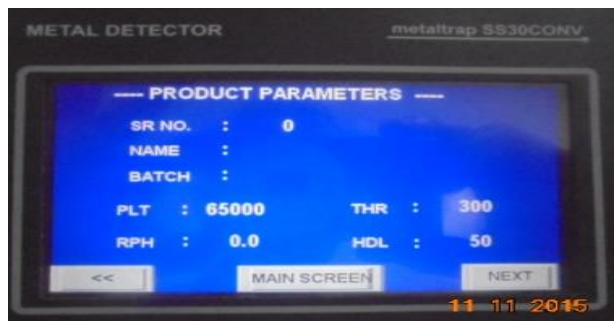 METAL DETECTOR metaltrap SS30CONV
---- PRODUCT PARAMETERS ----
SR NO. : 0
NAME :
BATCH :
PLT : 65000 THR : 300
RPH : 0.0 HDL : 50
<< MAIN SCREEN NEXT
11 11 2015